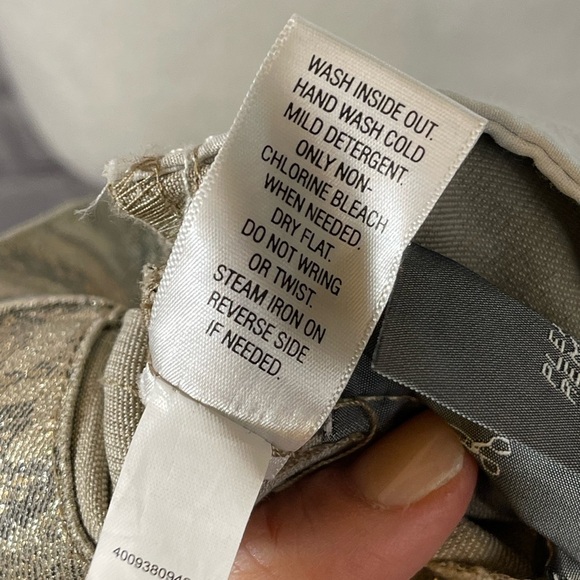 WASH INSIDE OUT.
HAND WASH COLD
MILD DETERGENT.
ONLY NON-
CHLORINE BLEACH
WHEN NEEDED.
DRY FLAT.
DO NOT WRING
OR TWIST.
STEAM IRON ON
REVERSE SIDE
IF NEEDED.